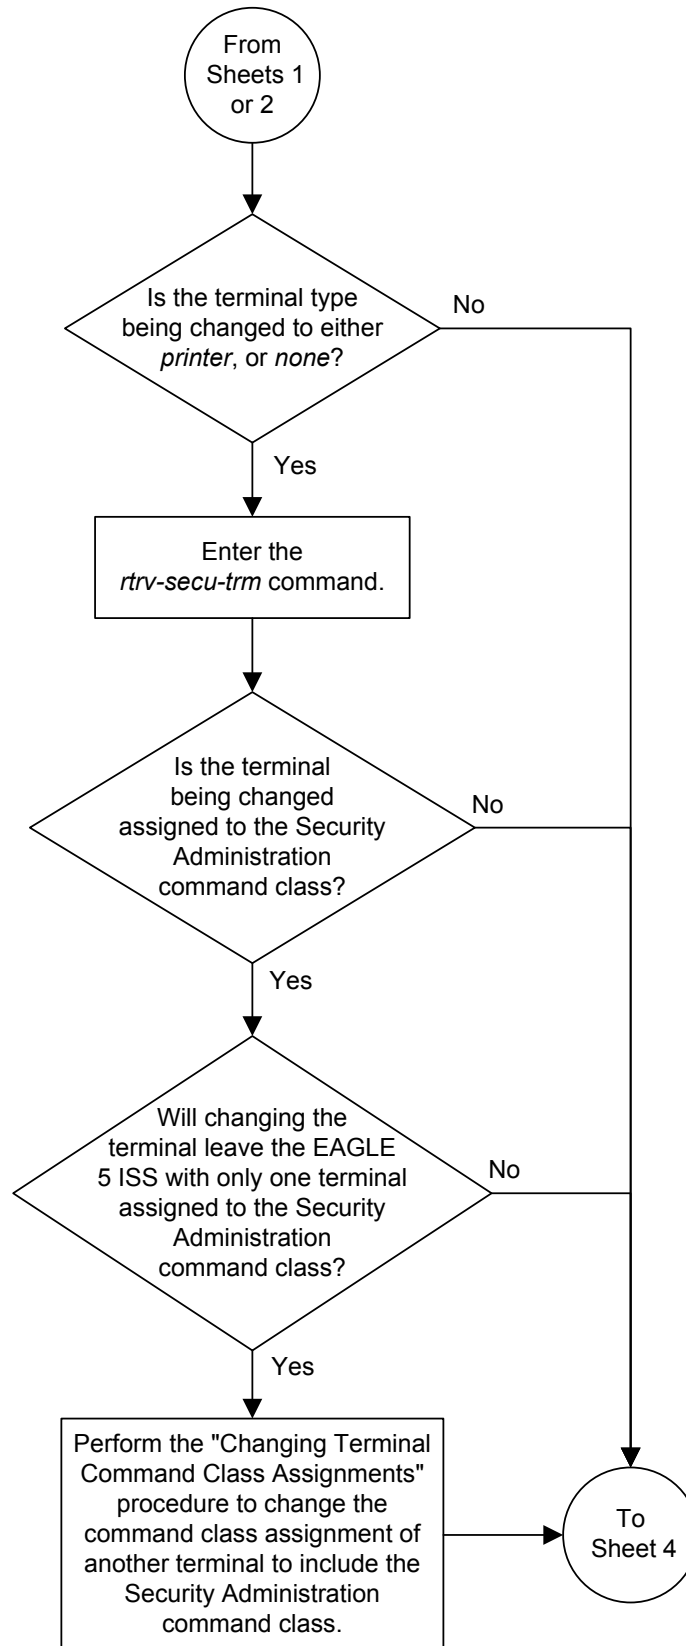 From
Sheets 1
or 2
Is the terminal type
being changed to either
printer, or none?
No
Yes
Enter the
rtrv-secu-trm command.
Is the terminal
being changed
assigned to the Security
Administration
command class?
No
Yes
Will changing the
terminal leave the EAGLE
5 ISS with only one terminal
assigned to the Security
Administration
command class?
No
Yes
Perform the "Changing Terminal
Command Class Assignments"
procedure to change the
command class assignment of
another terminal to include the
Security Administration
command class.
To
Sheet 4